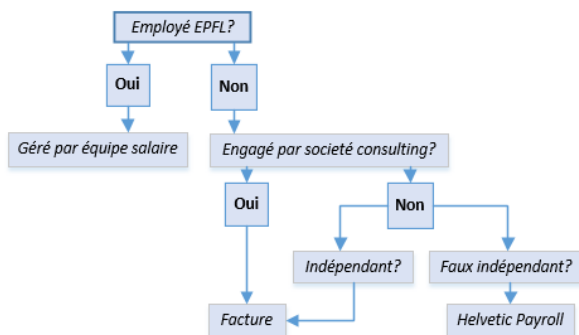 Employé EPFL?
Oui
Non
Géré par équipe salaire
Engagé par societé consulting?
Oui
Non
Indépendant?
Faux indépendant?
Facture
Helvetic Payroll